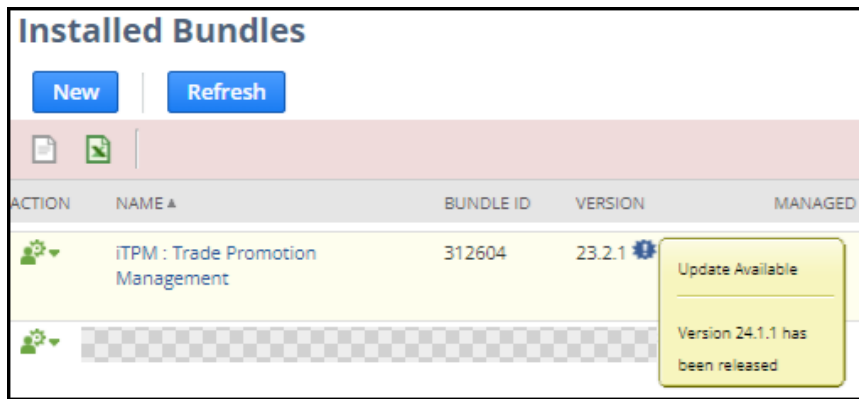 Installed Bundles
New
Refresh
ACTION NAME▲ BUNDLE ID VERSION MANAGED
iTPM : Trade Promotion
Management
312604
23.2.1
Update Available
Version 24.1.1 has
been released